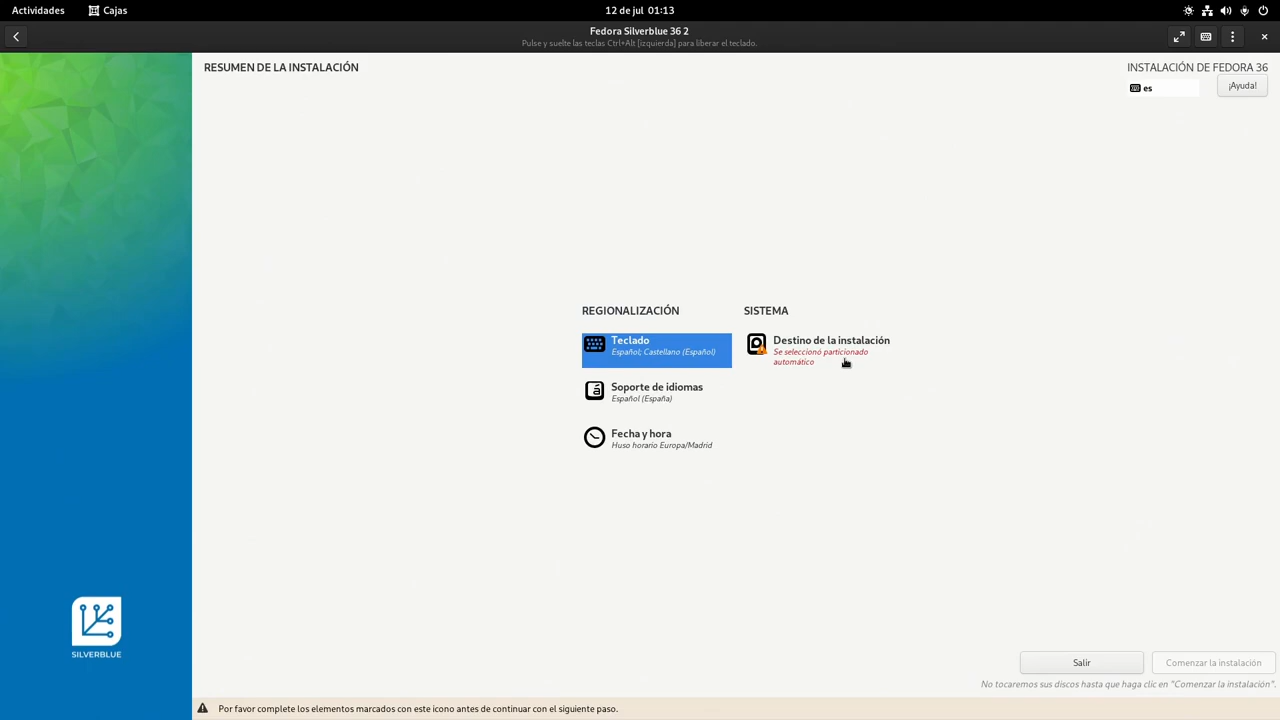 Actividades
Cajas
12 de jul 01:13
Fedora Silverblue 36 2
Pulse y suelte las teclas Ctrl+Alt [izquierda] para liberar el teclado.
RESUMEN DE LA INSTALACIÓN
INSTALACIÓN DE FEDORA 36
es
¡Ayuda!
REGIONALIZACIÓN
Teclado
Español; Castellano (Español)
Soporte de idiomas
Español (España)
Fecha y hora
Huso horario Europa/Madrid
SISTEMA
Destino de la instalación
Se seleccionó particionado
automático
SILVERBLUE
Salir
Comenzar la instalación
No tocaremos sus discos hasta que haga clic en "Comenzar la instalación".
Por favor complete los elementos marcados con este icono antes de continuar con el siguiente paso.